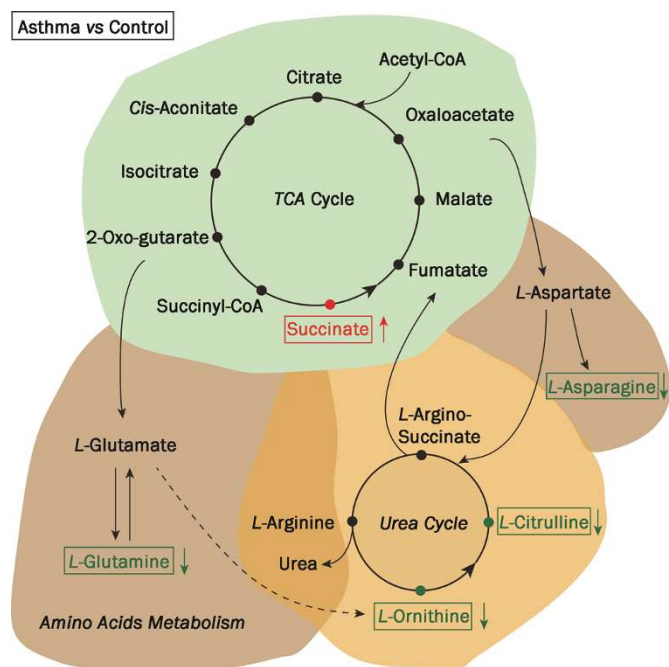 Asthma vs Control
Acetyl-CoA
Citrate
Cis-Aconitate
Oxaloacetate
Isocitrate
TCA Cycle
Malate
2-Oxo-gutarate
Fumatate
Succinyl-CoA
Succinate ↑
L-Aspartate
L-Asparagine ↓
L-Argino-
Succinate
L-Glutamate
L-Arginine
Urea Cycle
L-Citrulline ↓
Urea
L-Glutamine ↓
L-Ornithine ↓
Amino Acids Metabolism